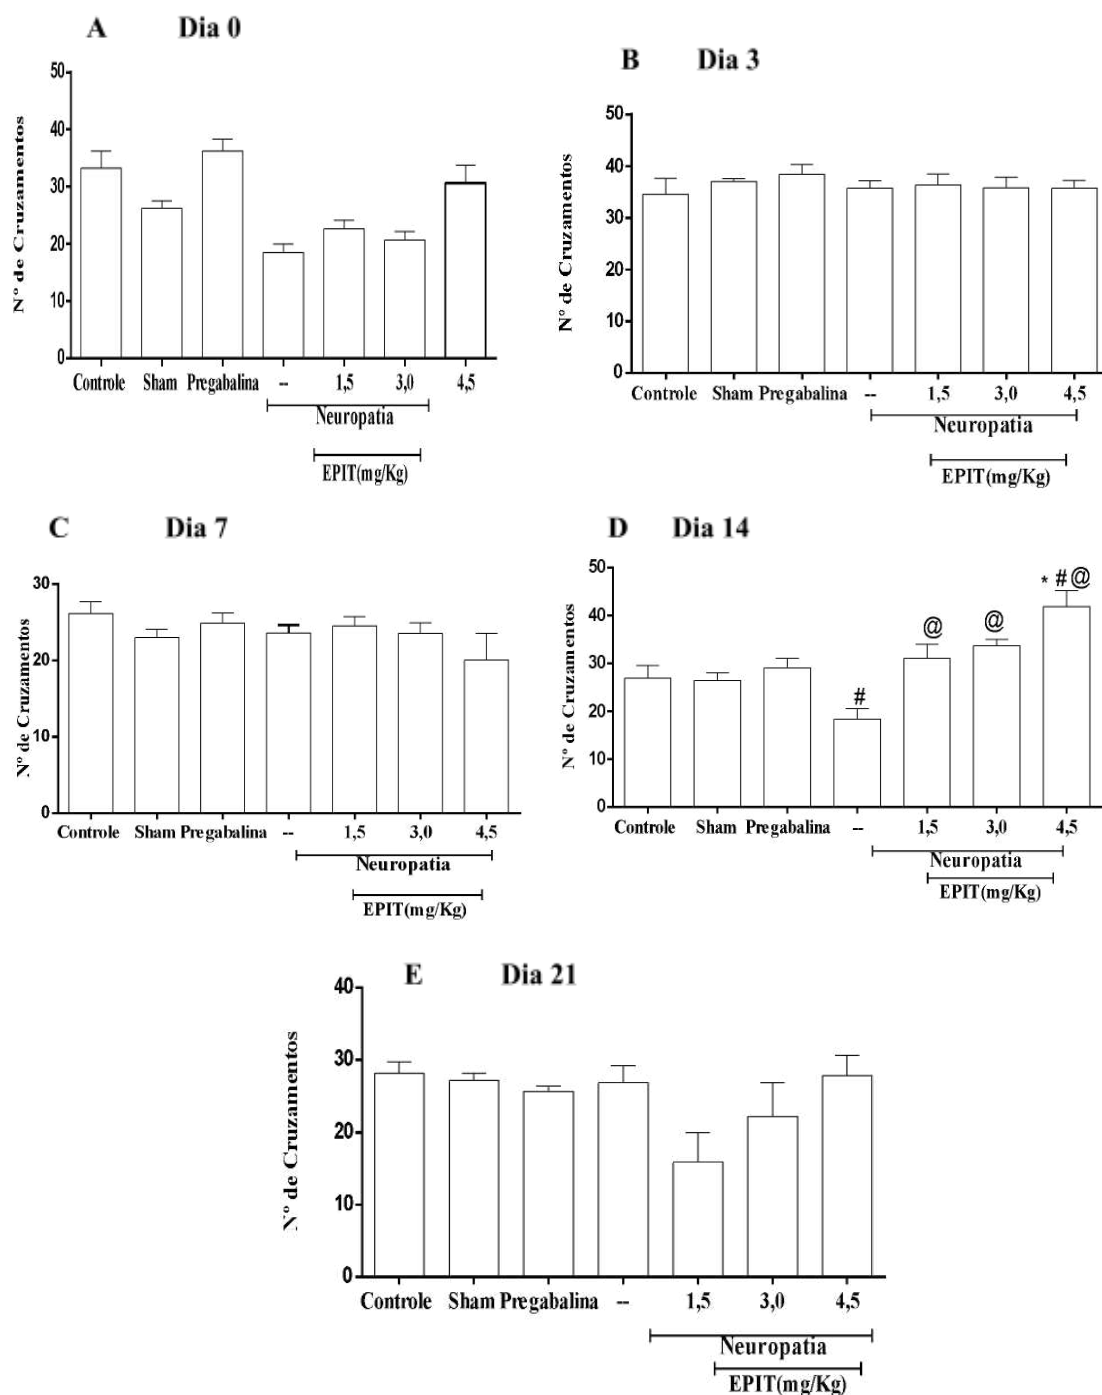 A Dia 0
Nº de Cruzamentos
50
40
30
20
10
0
Controle Sham Pregabalina -- 1,5 3,0 4,5
Neuropatia
EPIT(mg/Kg)
B Dia 3
Nº de Cruzamentos
50
40
30
20
10
0
Controle Sham Pregabalina -- 1,5 3,0 4,5
Neuropatia
EPIT(mg/Kg)
C Dia 7
Nº de Cruzamentos
30
20
10
0
Controle Sham Pregabalina -- 1,5 3,0 4,5
Neuropatia
EPIT(mg/Kg)
D Dia 14
Nº de Cruzamentos
50
40
30
20
10
0
# @ @ * # @
Controle Sham Pregabalina -- 1,5 3,0 4,5
Neuropatia
EPIT(mg/Kg)
E Dia 21
Nº de Cruzamentos
40
30
20
10
0
Controle Sham Pregabalina -- 1,5 3,0 4,5
Neuropatia
EPIT(mg/Kg)